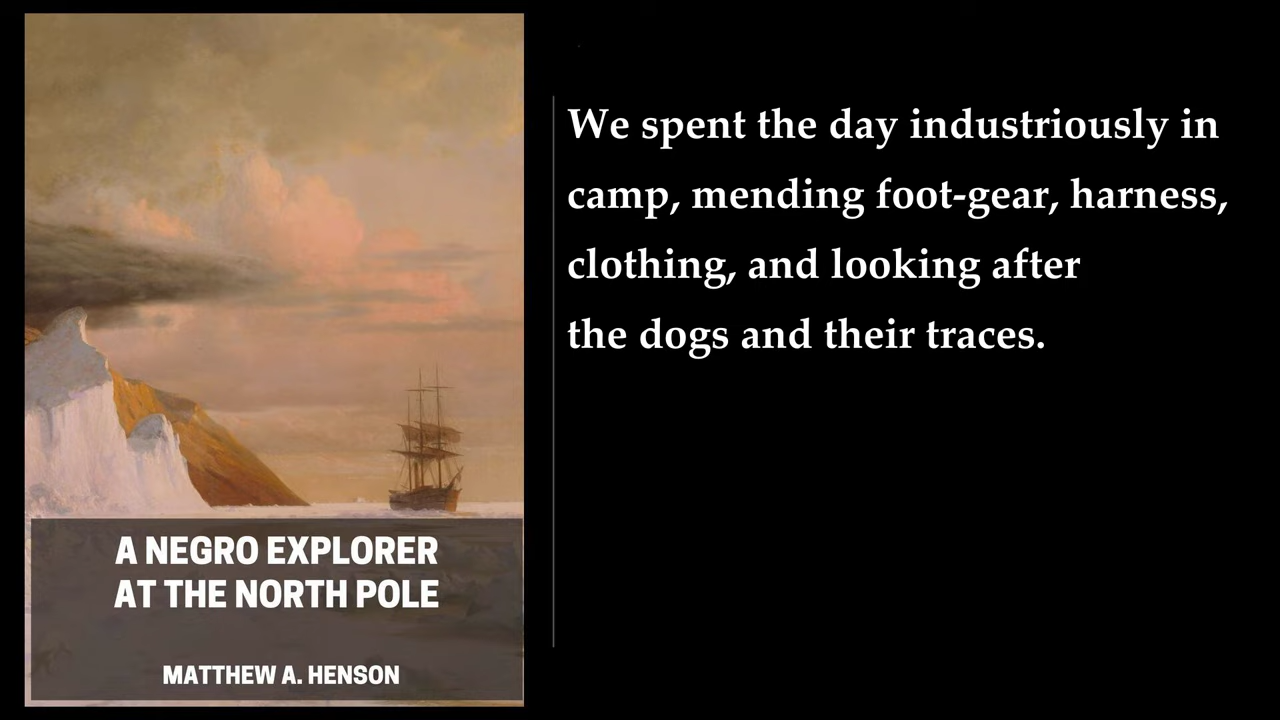 We spent the day industriously in
camp, mending foot-gear, harness,
clothing, and looking after
the dogs and their traces.
A NEGRO EXPLORER
AT THE NORTH POLE
MATTHEW A. HENSON